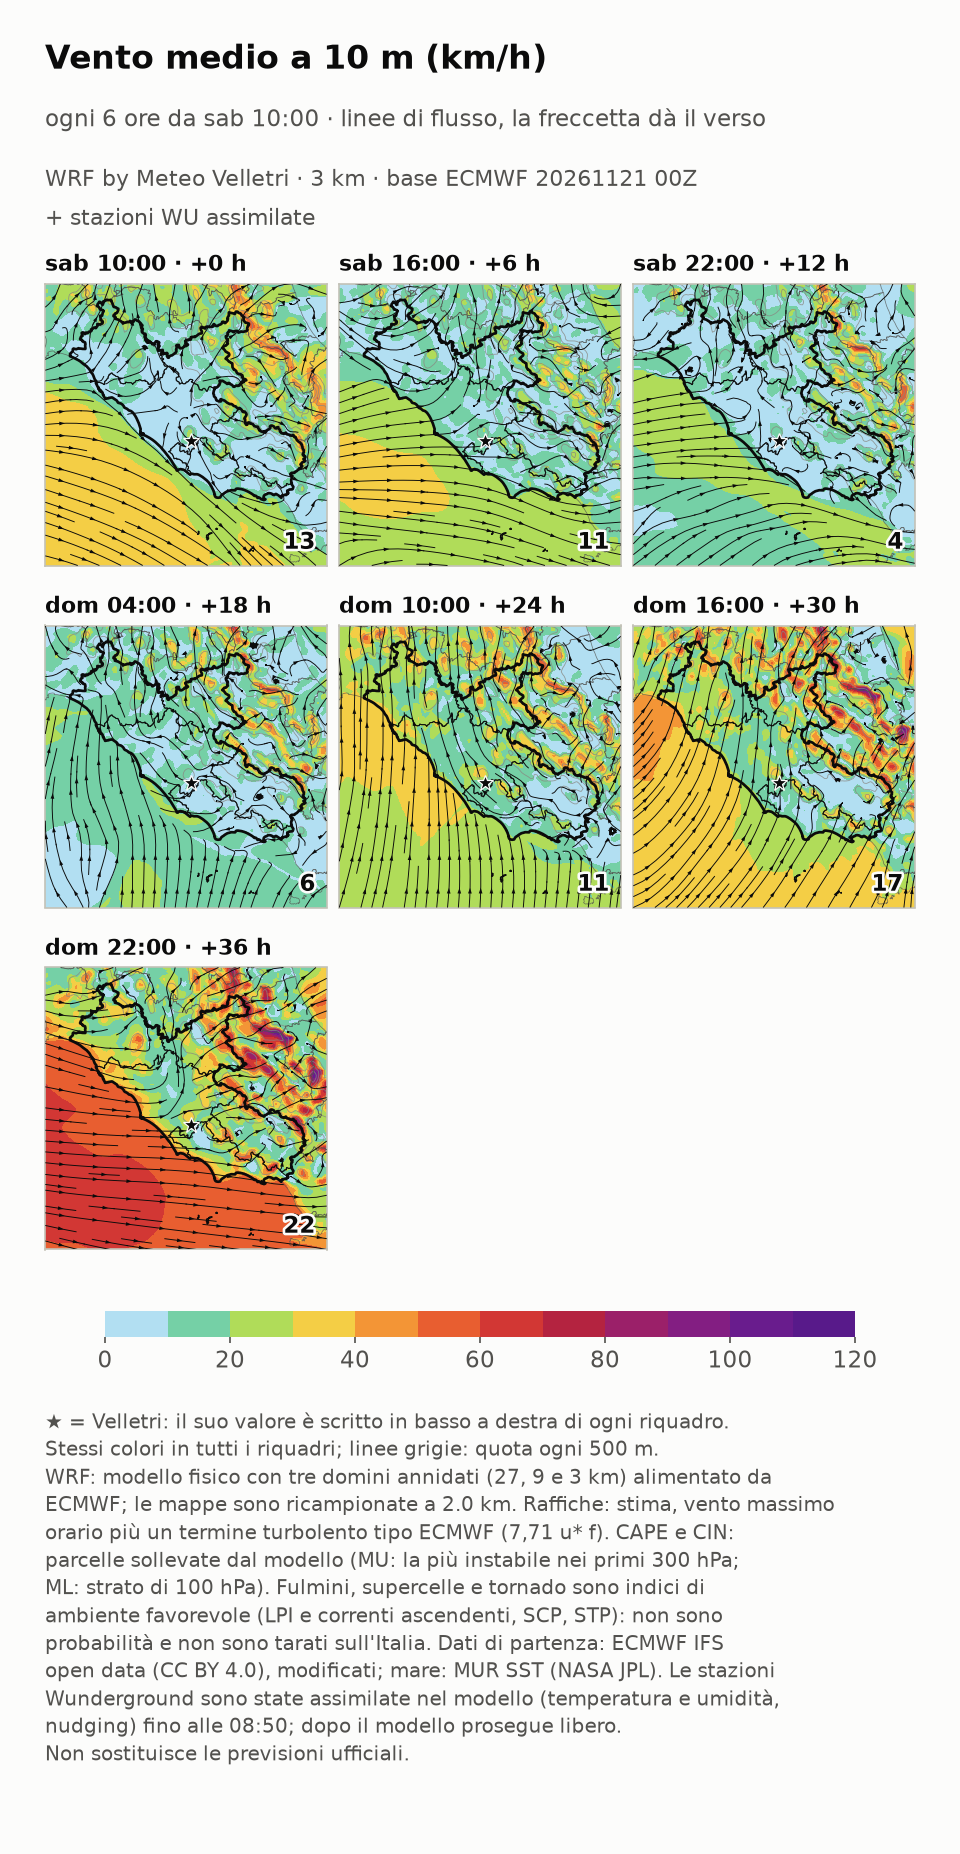 Vento medio a 10 m (km/h)
ogni 6 ore da sab 10:00 · linee di flusso, la freccetta dà il verso
WRF by Meteo Velletri · 3 km · base ECMWF 20261121 00Z
+ stazioni WU assimilate
sab 10:00 · +0 h
sab 16:00 · +6 h
sab 22:00 · +12 h
13
11
4
dom 04:00 · +18 h
dom 10:00 · +24 h
dom 16:00 · +30 h
6
11
17
dom 22:00 · +36 h
22
0 20 40 60 80 100 120
★ = Velletri: il suo valore è scritto in basso a destra di ogni riquadro.
Stessi colori in tutti i riquadri; linee grigie: quota ogni 500 m.
WRF: modello fisico con tre domini annidati (27, 9 e 3 km) alimentato da
ECMWF; le mappe sono ricampionate a 2.0 km. Raffiche: stima, vento massimo
orario più un termine turbolento tipo ECMWF (7,71 u* f). CAPE e CIN:
parcelle sollevate dal modello (MU: la più instabile nei primi 300 hPa;
ML: strato di 100 hPa). Fulmini, supercelle e tornado sono indici di
ambiente favorevole (LPI e correnti ascendenti, SCP, STP): non sono
probabilità e non sono tarati sull'Italia. Dati di partenza: ECMWF IFS
open data (CC BY 4.0), modificati; mare: MUR SST (NASA JPL). Le stazioni
Wunderground sono state assimilate nel modello (temperatura e umidità,
nudging) fino alle 08:50; dopo il modello prosegue libero.
Non sostituisce le previsioni ufficiali.